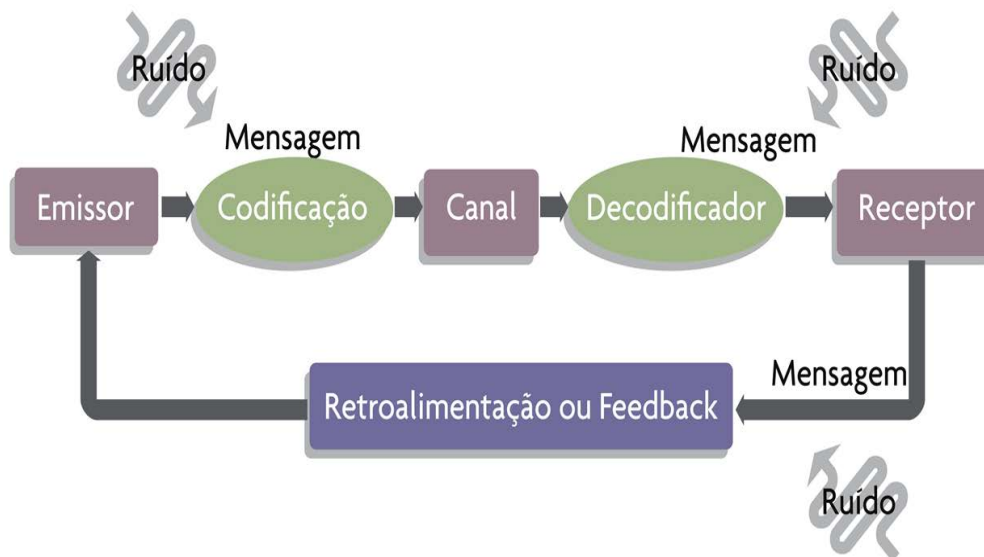 Ruído
Ruído
Mensagem
Mensagem
Emissor
Codificação
Canal
Decodificador
Receptor
Mensagem
Retroalimentação ou Feedback
Ruído